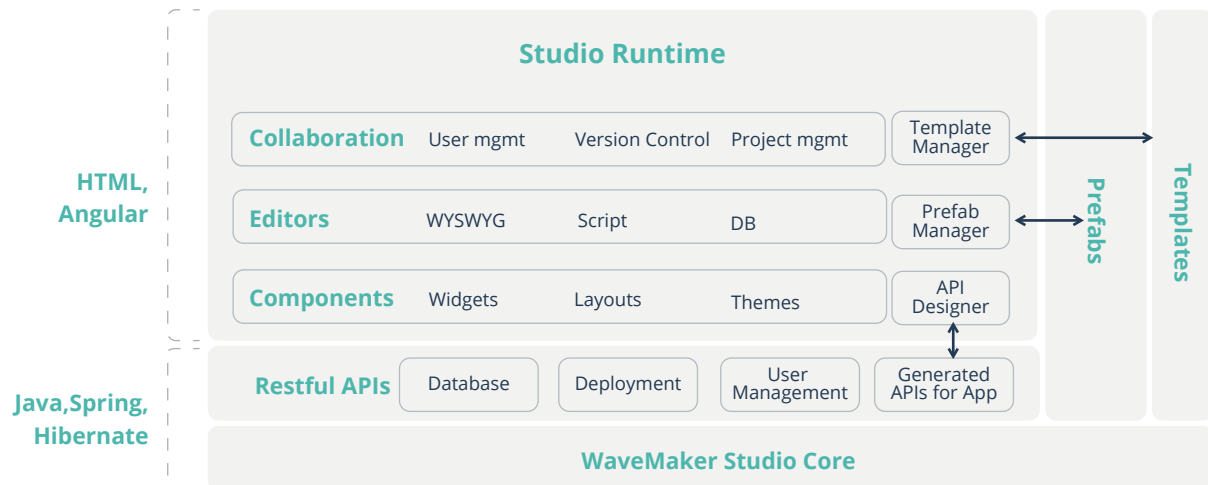 Studio Runtime
Collaboration User mgmt Version Control Project mgmt
Template
Manager
HTML,
Angular
Editors WYSWYG Script DB
Prefab
Manager
Components Widgets Layouts Themes
API
Designer
Prefabs
Templates
Java,Spring,
Hibernate
Restful APIs
Database
Deployment
User
Management
Generated
APIs for App
WaveMaker Studio Core